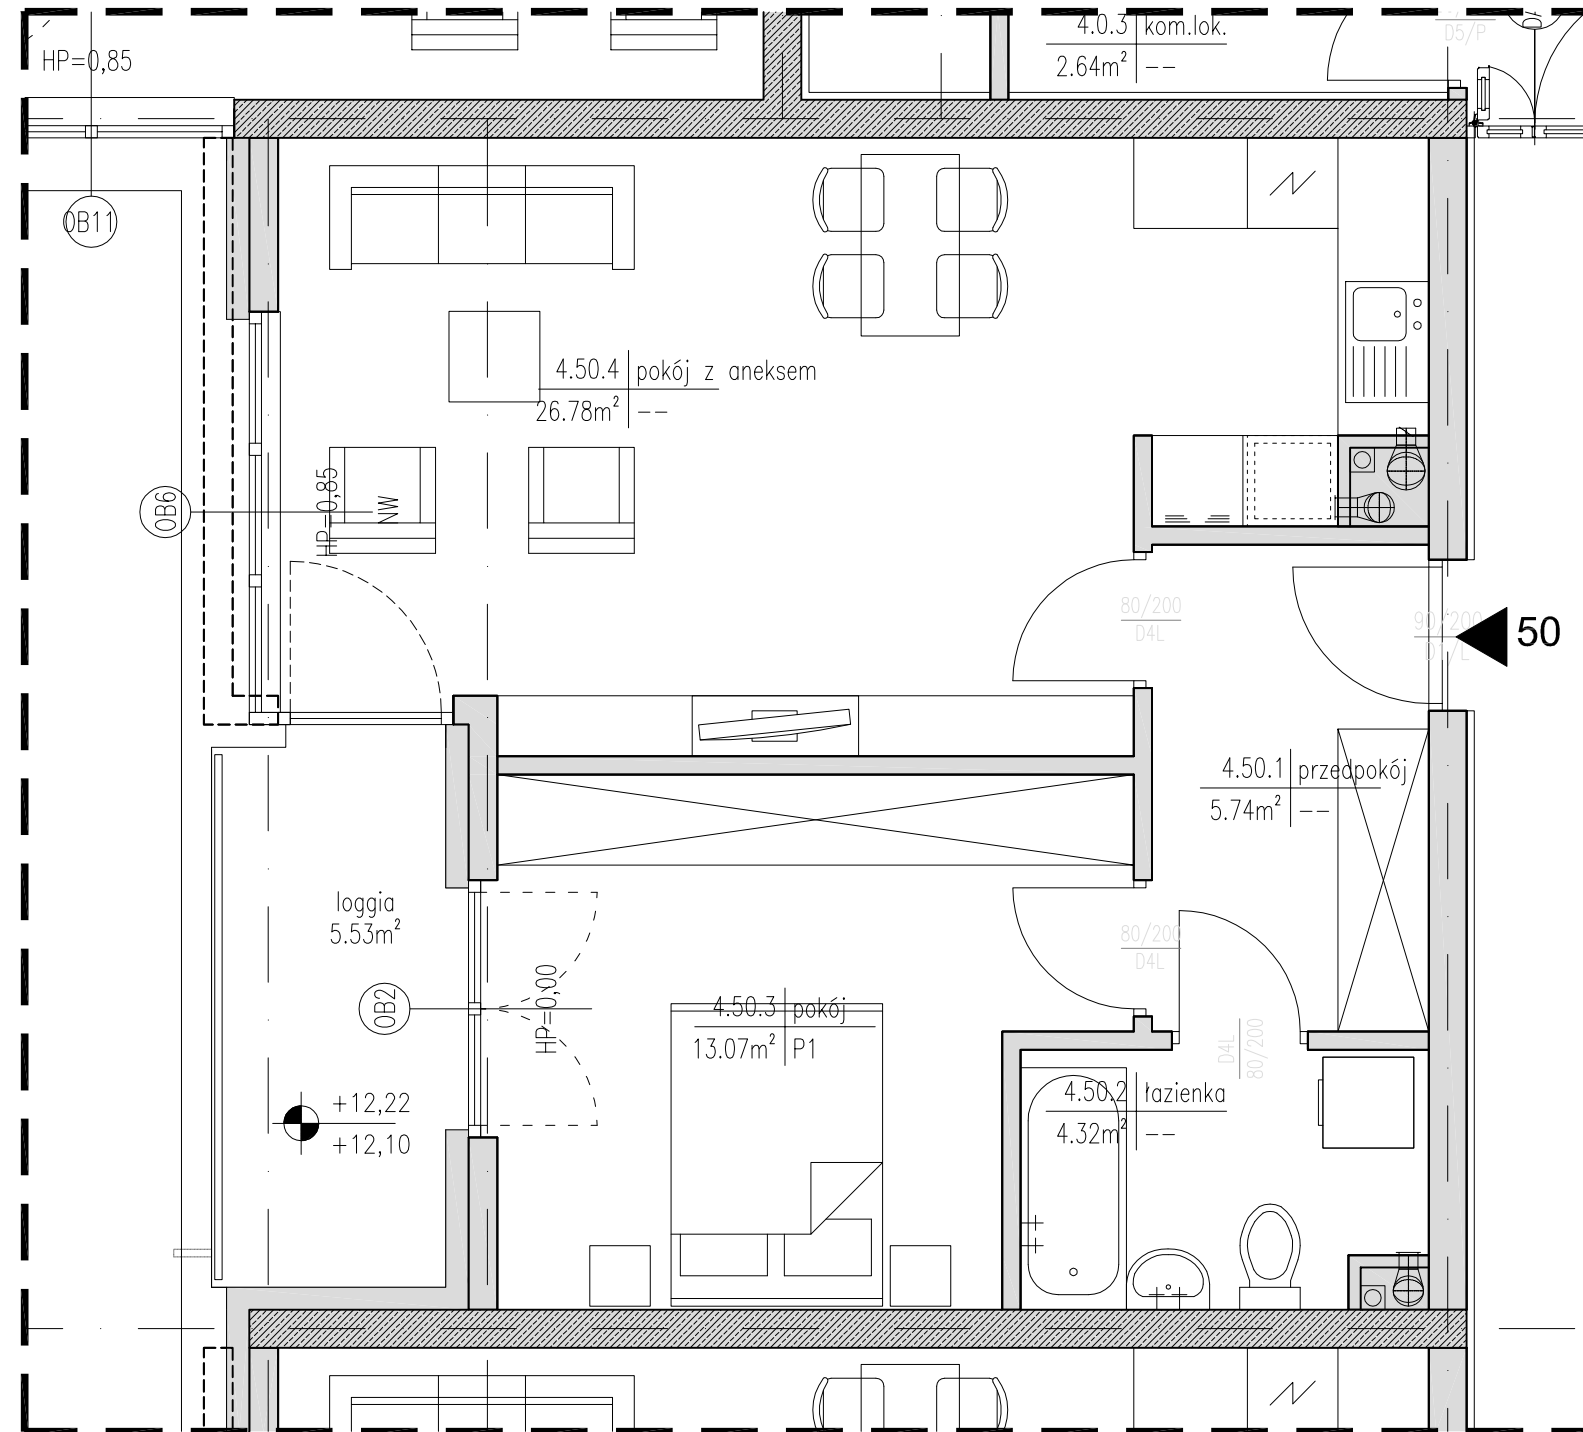 4.0.3 kom.lok.
2.64m² --
D5/P
HP=0,85
OB11
4.50.4 pokój z aneksem
26.78m² --
HP=0,85
NW
OB6
80/200
D4L
90/200
50
4.50.1 przedpokój
5.74m² --
loggia
5.53m²
80/200
D4L
OB2
HP=0,00
4.50.3 pokój
13.07m² P1
D4L
80/200
4.50.2 łazienka
4.32m² --
+12,22
+12,10